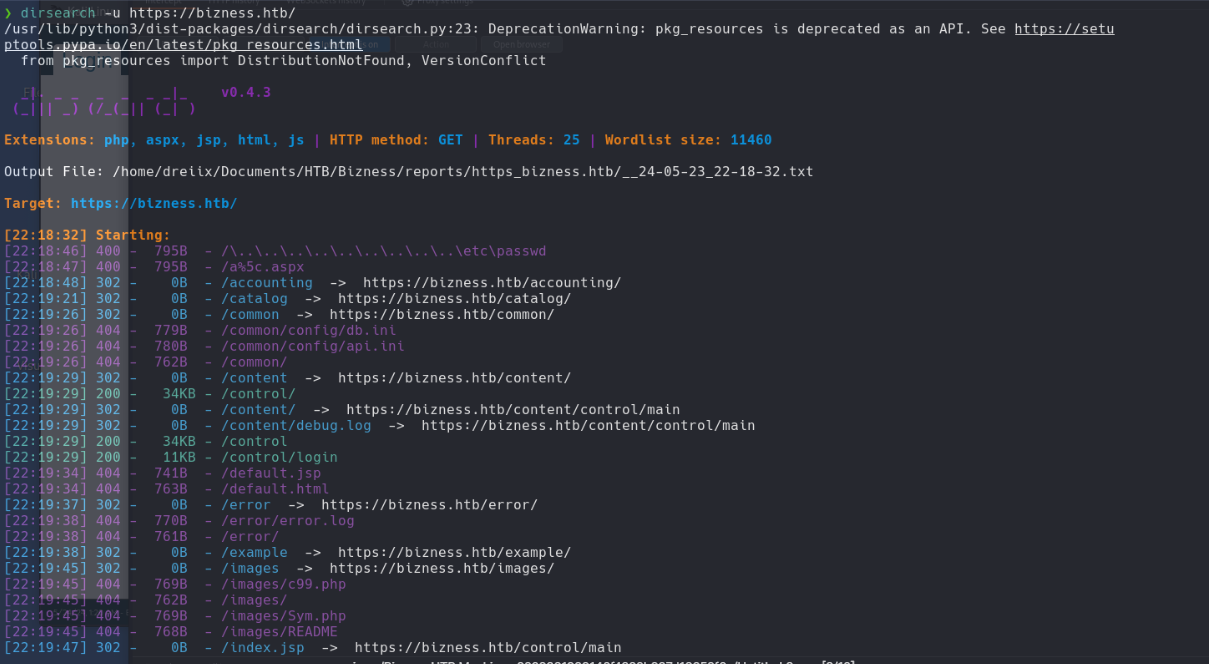 ❯ dirsearch -u https://bizness.htb/
/usr/lib/python3/dist-packages/dirsearch/dirsearch.py:23: DeprecationWarning: pkg_resources is deprecated as an API. See https://setu
ptools.pypa.io/en/latest/pkg_resources.html
  from pkg_resources import DistributionNotFound, VersionConflict
  _|. _ _  _  _  _ _|_    v0.4.3
 (_||| _) (/_(_|| (_| )
Extensions: php, aspx, jsp, html, js | HTTP method: GET | Threads: 25 | Wordlist size: 11460
Output File: /home/dreiix/Documents/HTB/Bizness/reports/https_bizness.htb/__24-05-23_22-18-32.txt
Target: https://bizness.htb/
[22:18:32] Starting:
[22:18:46] 400 -  795B  - /\..\..\..\..\..\..\..\..\..\etc\passwd
[22:18:47] 400 -  795B  - /a%5c.aspx
[22:18:48] 302 -    0B  - /accounting  ->  https://bizness.htb/accounting/
[22:19:21] 302 -    0B  - /catalog  ->  https://bizness.htb/catalog/
[22:19:26] 302 -    0B  - /common  ->  https://bizness.htb/common/
[22:19:26] 404 -  779B  - /common/config/db.ini
[22:19:26] 404 -  780B  - /common/config/api.ini
[22:19:26] 404 -  762B  - /common/
[22:19:29] 302 -    0B  - /content  ->  https://bizness.htb/content/
[22:19:29] 200 -   34KB - /control/
[22:19:29] 302 -    0B  - /content/  ->  https://bizness.htb/content/control/main
[22:19:29] 302 -    0B  - /content/debug.log  ->  https://bizness.htb/content/control/main
[22:19:29] 200 -   34KB - /control
[22:19:29] 200 -   11KB - /control/login
[22:19:34] 404 -  741B  - /default.jsp
[22:19:34] 404 -  763B  - /default.html
[22:19:37] 302 -    0B  - /error  ->  https://bizness.htb/error/
[22:19:38] 404 -  770B  - /error/error.log
[22:19:38] 404 -  761B  - /error/
[22:19:38] 302 -    0B  - /example  ->  https://bizness.htb/example/
[22:19:45] 302 -    0B  - /images  ->  https://bizness.htb/images/
[22:19:45] 404 -  769B  - /images/c99.php
[22:19:45] 404 -  762B  - /images/
[22:19:45] 404 -  769B  - /images/Sym.php
[22:19:45] 404 -  768B  - /images/README
[22:19:47] 302 -    0B  - /index.jsp  ->  https://bizness.htb/control/main